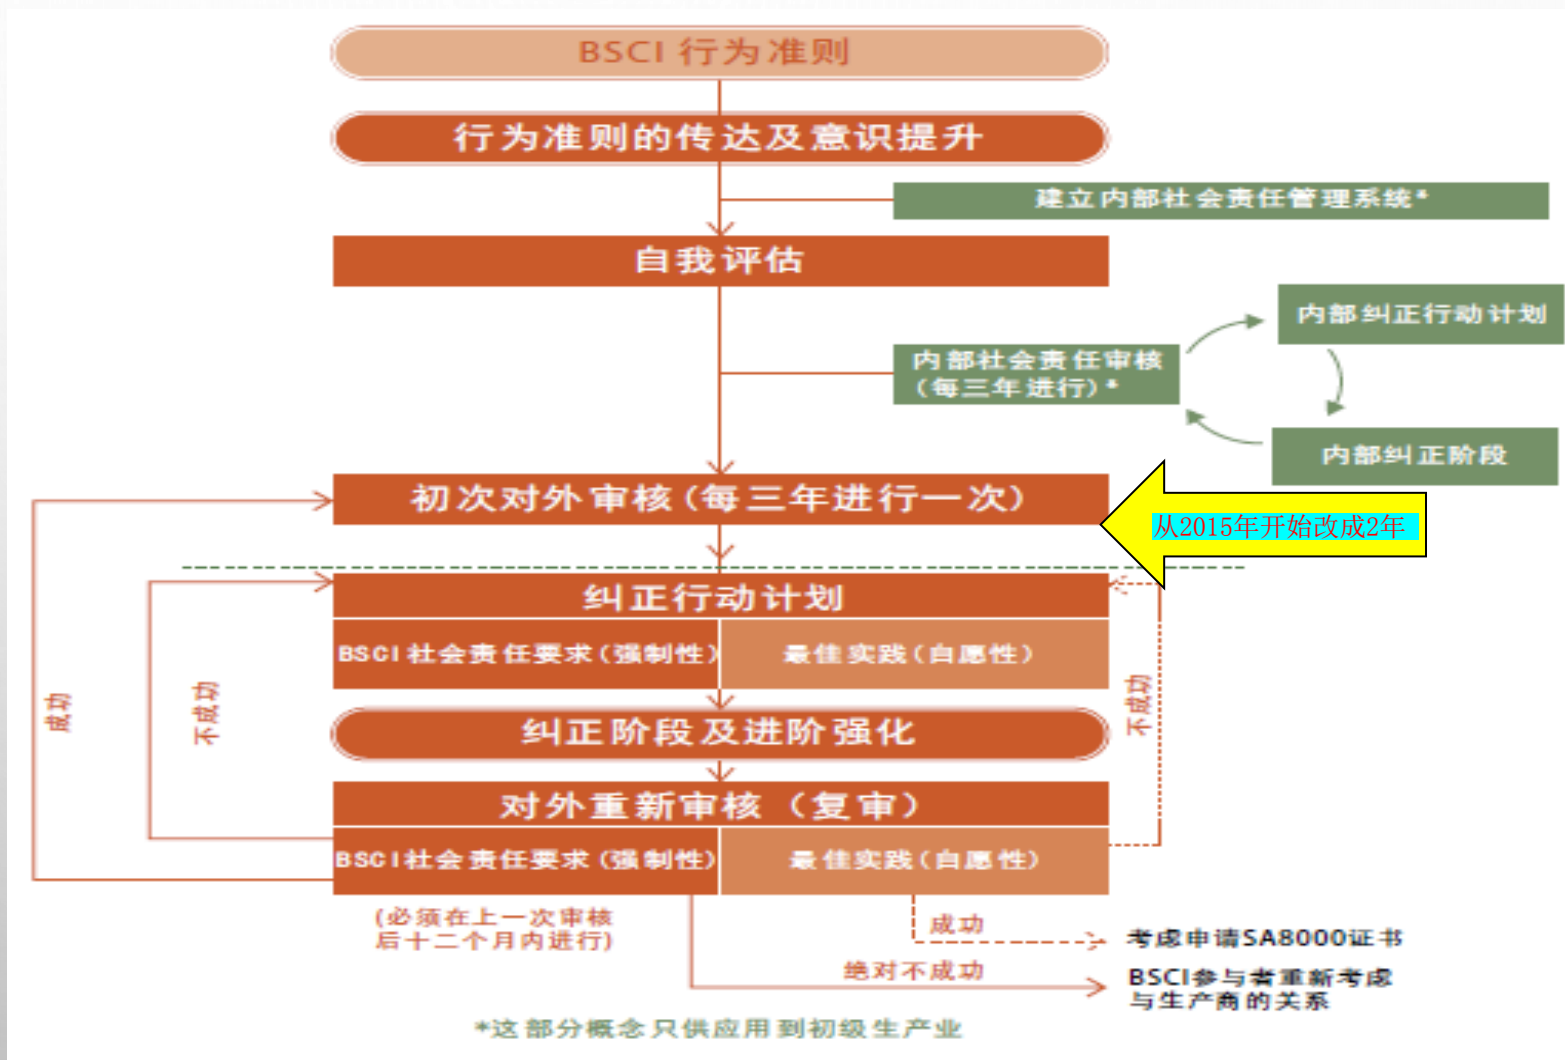 BSCI 行为准则
行为准则的传达及意识提升
建立内部社会责任管理系统*
自我评估
内部纠正行动计划
内部社会责任审核
(每三年进行)*
内部纠正阶段
初次对外审核(每三年进行一次)
从2015年开始改成2年
纠正行动计划
BSCI社会责任要求(强制性)
最佳实践(自愿性)
成功
不成功
不成功
纠正阶段及进阶强化
对外重新审核（复审）
BSCI社会责任要求(强制性)
最佳实践(自愿性)
(必须在上一次审核
后十二个月内进行)
成功
考虑申请SA8000证书
绝对不成功
BSCI参与者重新考虑
与生产商的关系
*这部分概念只供应用到初级生产业